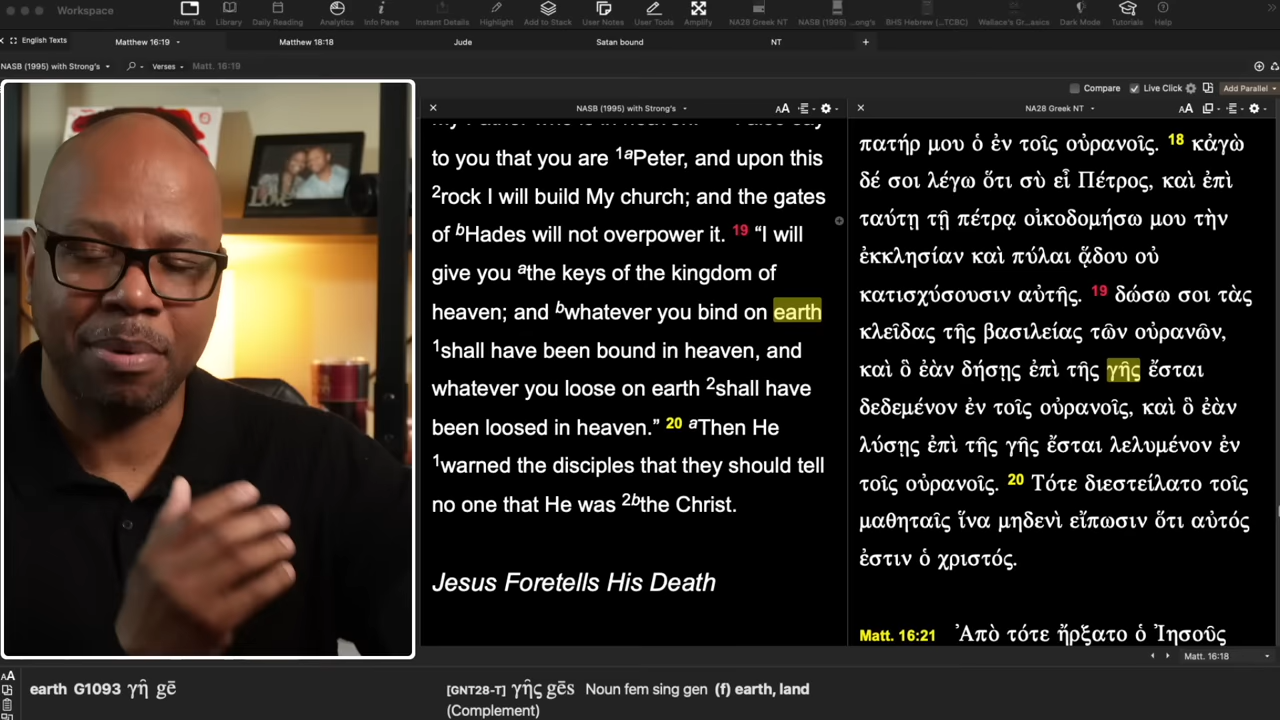 Workspace
New Tab
Library
Daily Reading
Analytics
Info Pane
Instant Details
Highlight
Add to Stack
User Notes
User Tools
Amplify
NA28 Greek NT
NASB (1995) ...ong's
BHS Hebrew (...TCBC)
Wallace's Gr...asics
Dark Mode
Tutorials
Help
English Texts
Matthew 16:19
Matthew 18:18
Jude
Satan bound
NT
+
NASB (1995) with Strong's
Verses
Matt. 16:19
Compare
Live Click
Add Parallel
Love
NASB (1995) with Strong's
AA
to you that you are 1aPeter, and upon this
2rock I will build My church; and the gates
of bHades will not overpower it. 19 “I will
give you athe keys of the kingdom of
heaven; and bwhatever you bind on earth
1shall have been bound in heaven, and
whatever you loose on earth 2shall have
been loosed in heaven.” 20 aThen He
1warned the disciples that they should tell
no one that He was 2bthe Christ.
Jesus Foretells His Death
NA28 Greek NT
AA
πατήρ μου ὁ ἐν τοῖς οὐρανοῖς. 18 κἀγὼ
δέ σοι λέγω ὅτι σὺ εἶ Πέτρος, καὶ ἐπὶ
ταύτῃ τῇ πέτρᾳ οἰκοδομήσω μου τὴν
ἐκκλησίαν καὶ πύλαι ᾅδου οὐ
κατισχύσουσιν αὐτῆς. 19 δώσω σοι τὰς
κλεῖδας τῆς βασιλείας τῶν οὐρανῶν,
καὶ ὃ ἐὰν δήσῃς ἐπὶ τῆς γῆς ἔσται
δεδεμένον ἐν τοῖς οὐρανοῖς, καὶ ὃ ἐὰν
λύσῃς ἐπὶ τῆς γῆς ἔσται λελυμένον ἐν
τοῖς οὐρανοῖς. 20 Τότε διεστείλατο τοῖς
μαθηταῖς ἵνα μηδενὶ εἴπωσιν ὅτι αὐτός
ἐστιν ὁ χριστός.
Matt. 16:21 Ἀπὸ τότε ἤρξατο ὁ Ἰησοῦς
Matt. 16:18
AA
earth G1093 γῆ gē
[GNT28-T] γῆς gēs Noun fem sing gen (f) earth, land
(Complement)